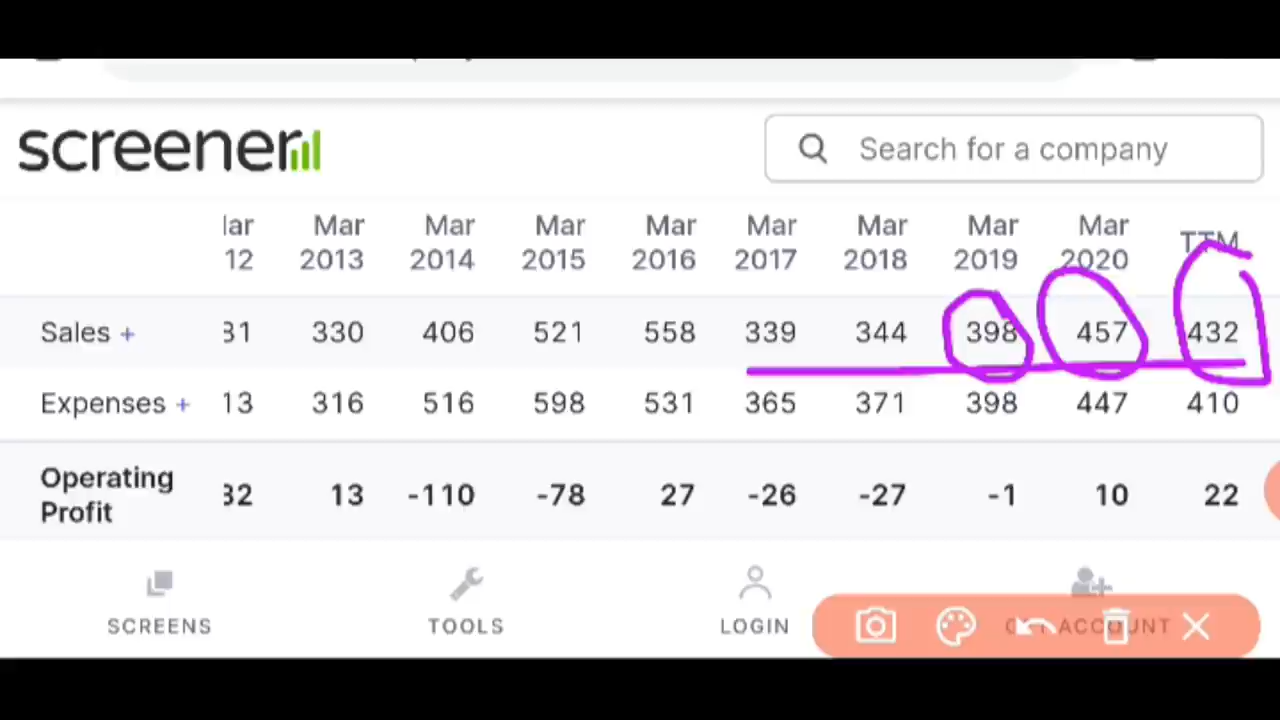 screener
Search for a company
Mar Mar Mar Mar Mar Mar Mar Mar TTM
12 2013 2014 2015 2016 2017 2018 2019 2020
Sales + 31 330 406 521 558 339 344 398 457 432
Expenses + 13 316 516 598 531 365 371 398 447 410
Operating
Profit 32 13 -110 -78 27 -26 -27 -1 10 22
SCREENS TOOLS LOGIN ACCOUNT